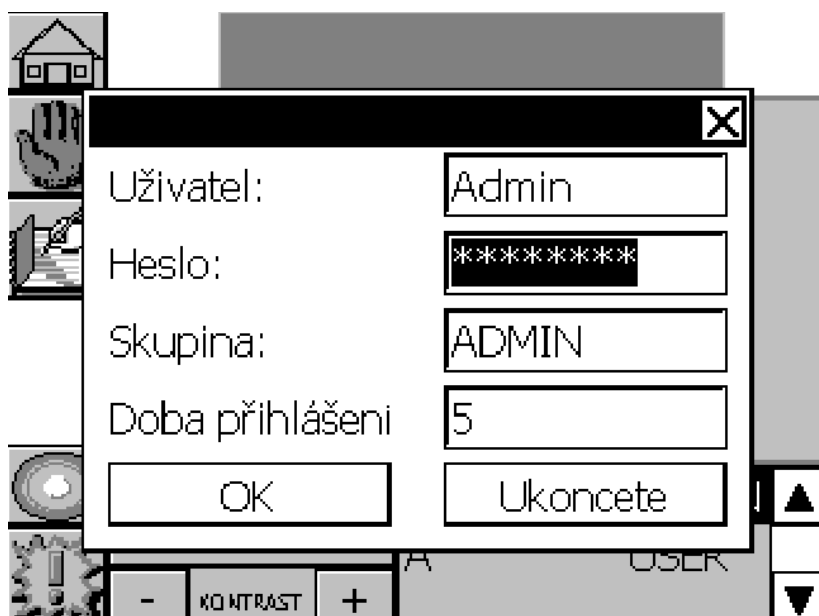 Uživatel: Admin
Heslo: ********
Skupina: ADMIN
Doba přihlášeni 5
OK Ukoncete
- KONTRAST +